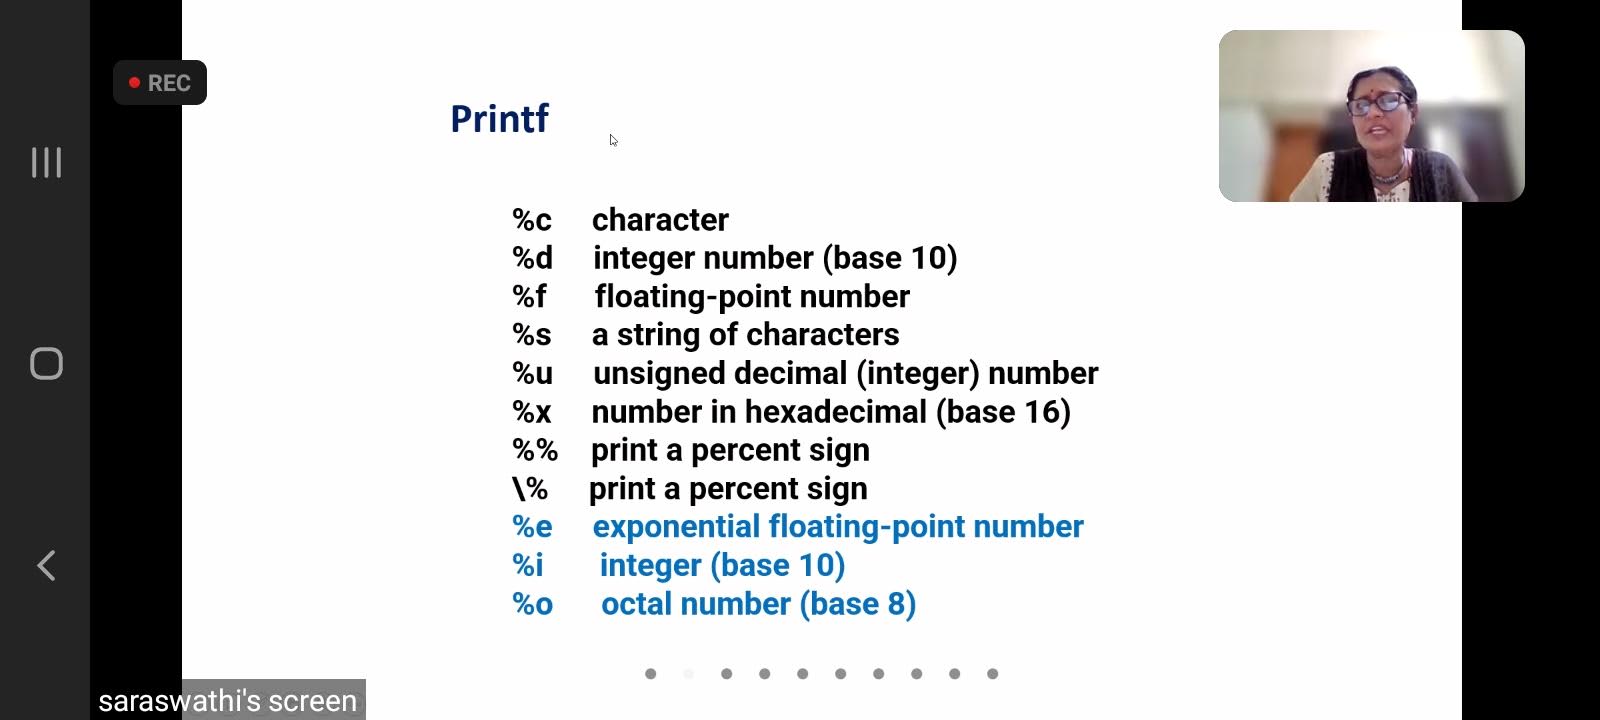 REC
Printf
%c character
%d integer number (base 10)
%f floating-point number
%s a string of characters
%u unsigned decimal (integer) number
%x number in hexadecimal (base 16)
%% print a percent sign
\% print a percent sign
%e exponential floating-point number
%i integer (base 10)
%o octal number (base 8)
saraswathi's screen